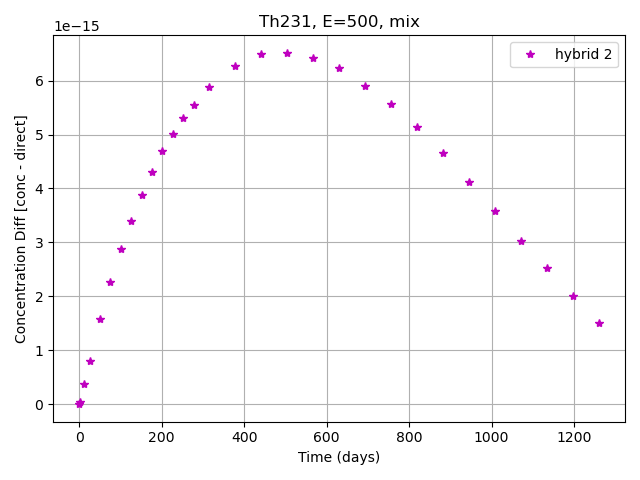 Th231, E=500, mix
1e−15
hybrid 2
6
5
4
3
2
1
0
Concentration Diff [conc - direct]
0 200 400 600 800 1000 1200
Time (days)